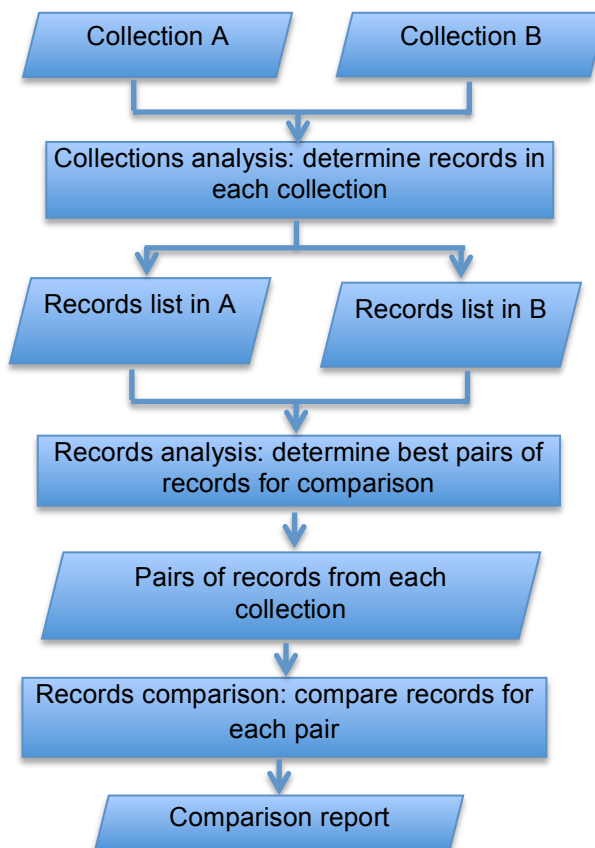 Collection A
Collection B
Collections analysis: determine records in
each collection
Records list in A
Records list in B
Records analysis: determine best pairs of
records for comparison
Pairs of records from each
collection
Records comparison: compare records for
each pair
Comparison report